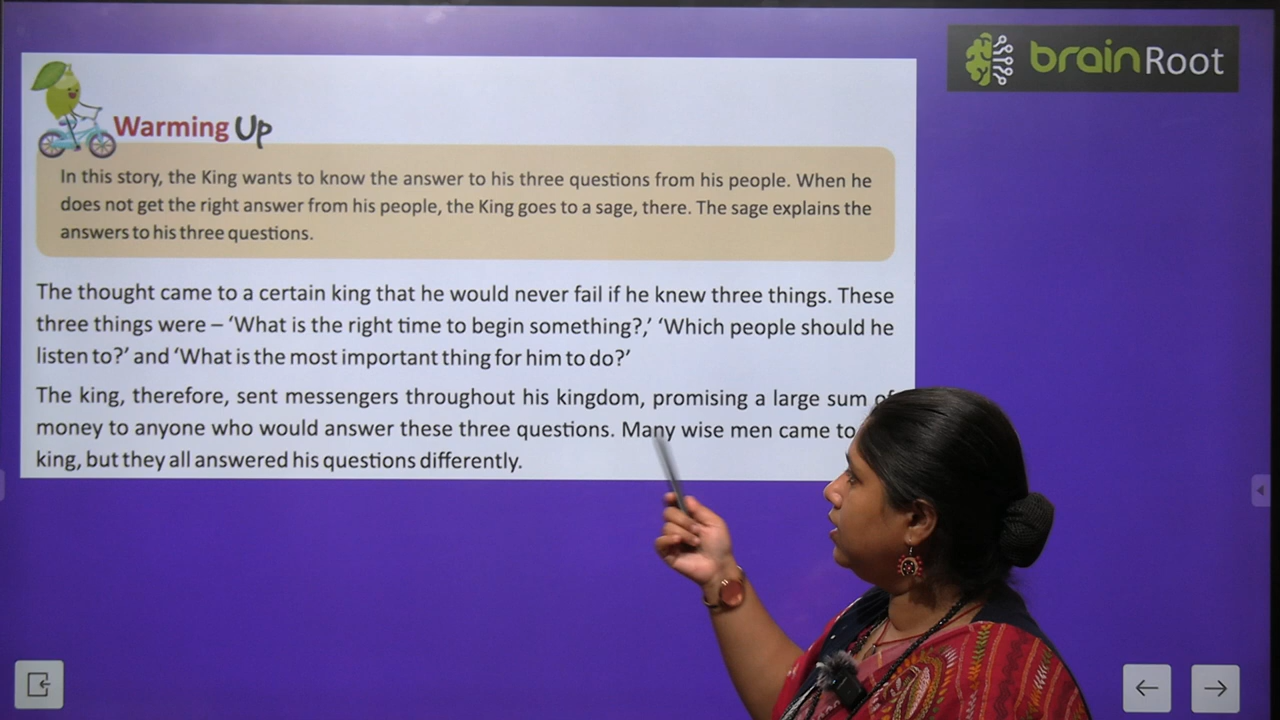 brainRoot
Warming Up
In this story, the King wants to know the answer to his three questions from his people. When he
does not get the right answer from his people, the King goes to a sage, there. The sage explains the
answers to his three questions.
The thought came to a certain king that he would never fail if he knew three things. These
three things were – ‘What is the right time to begin something?,’ ‘Which people should he
listen to?’ and ‘What is the most important thing for him to do?’
The king, therefore, sent messengers throughout his kingdom, promising a large sum of
money to anyone who would answer these three questions. Many wise men came to
king, but they all answered his questions differently.